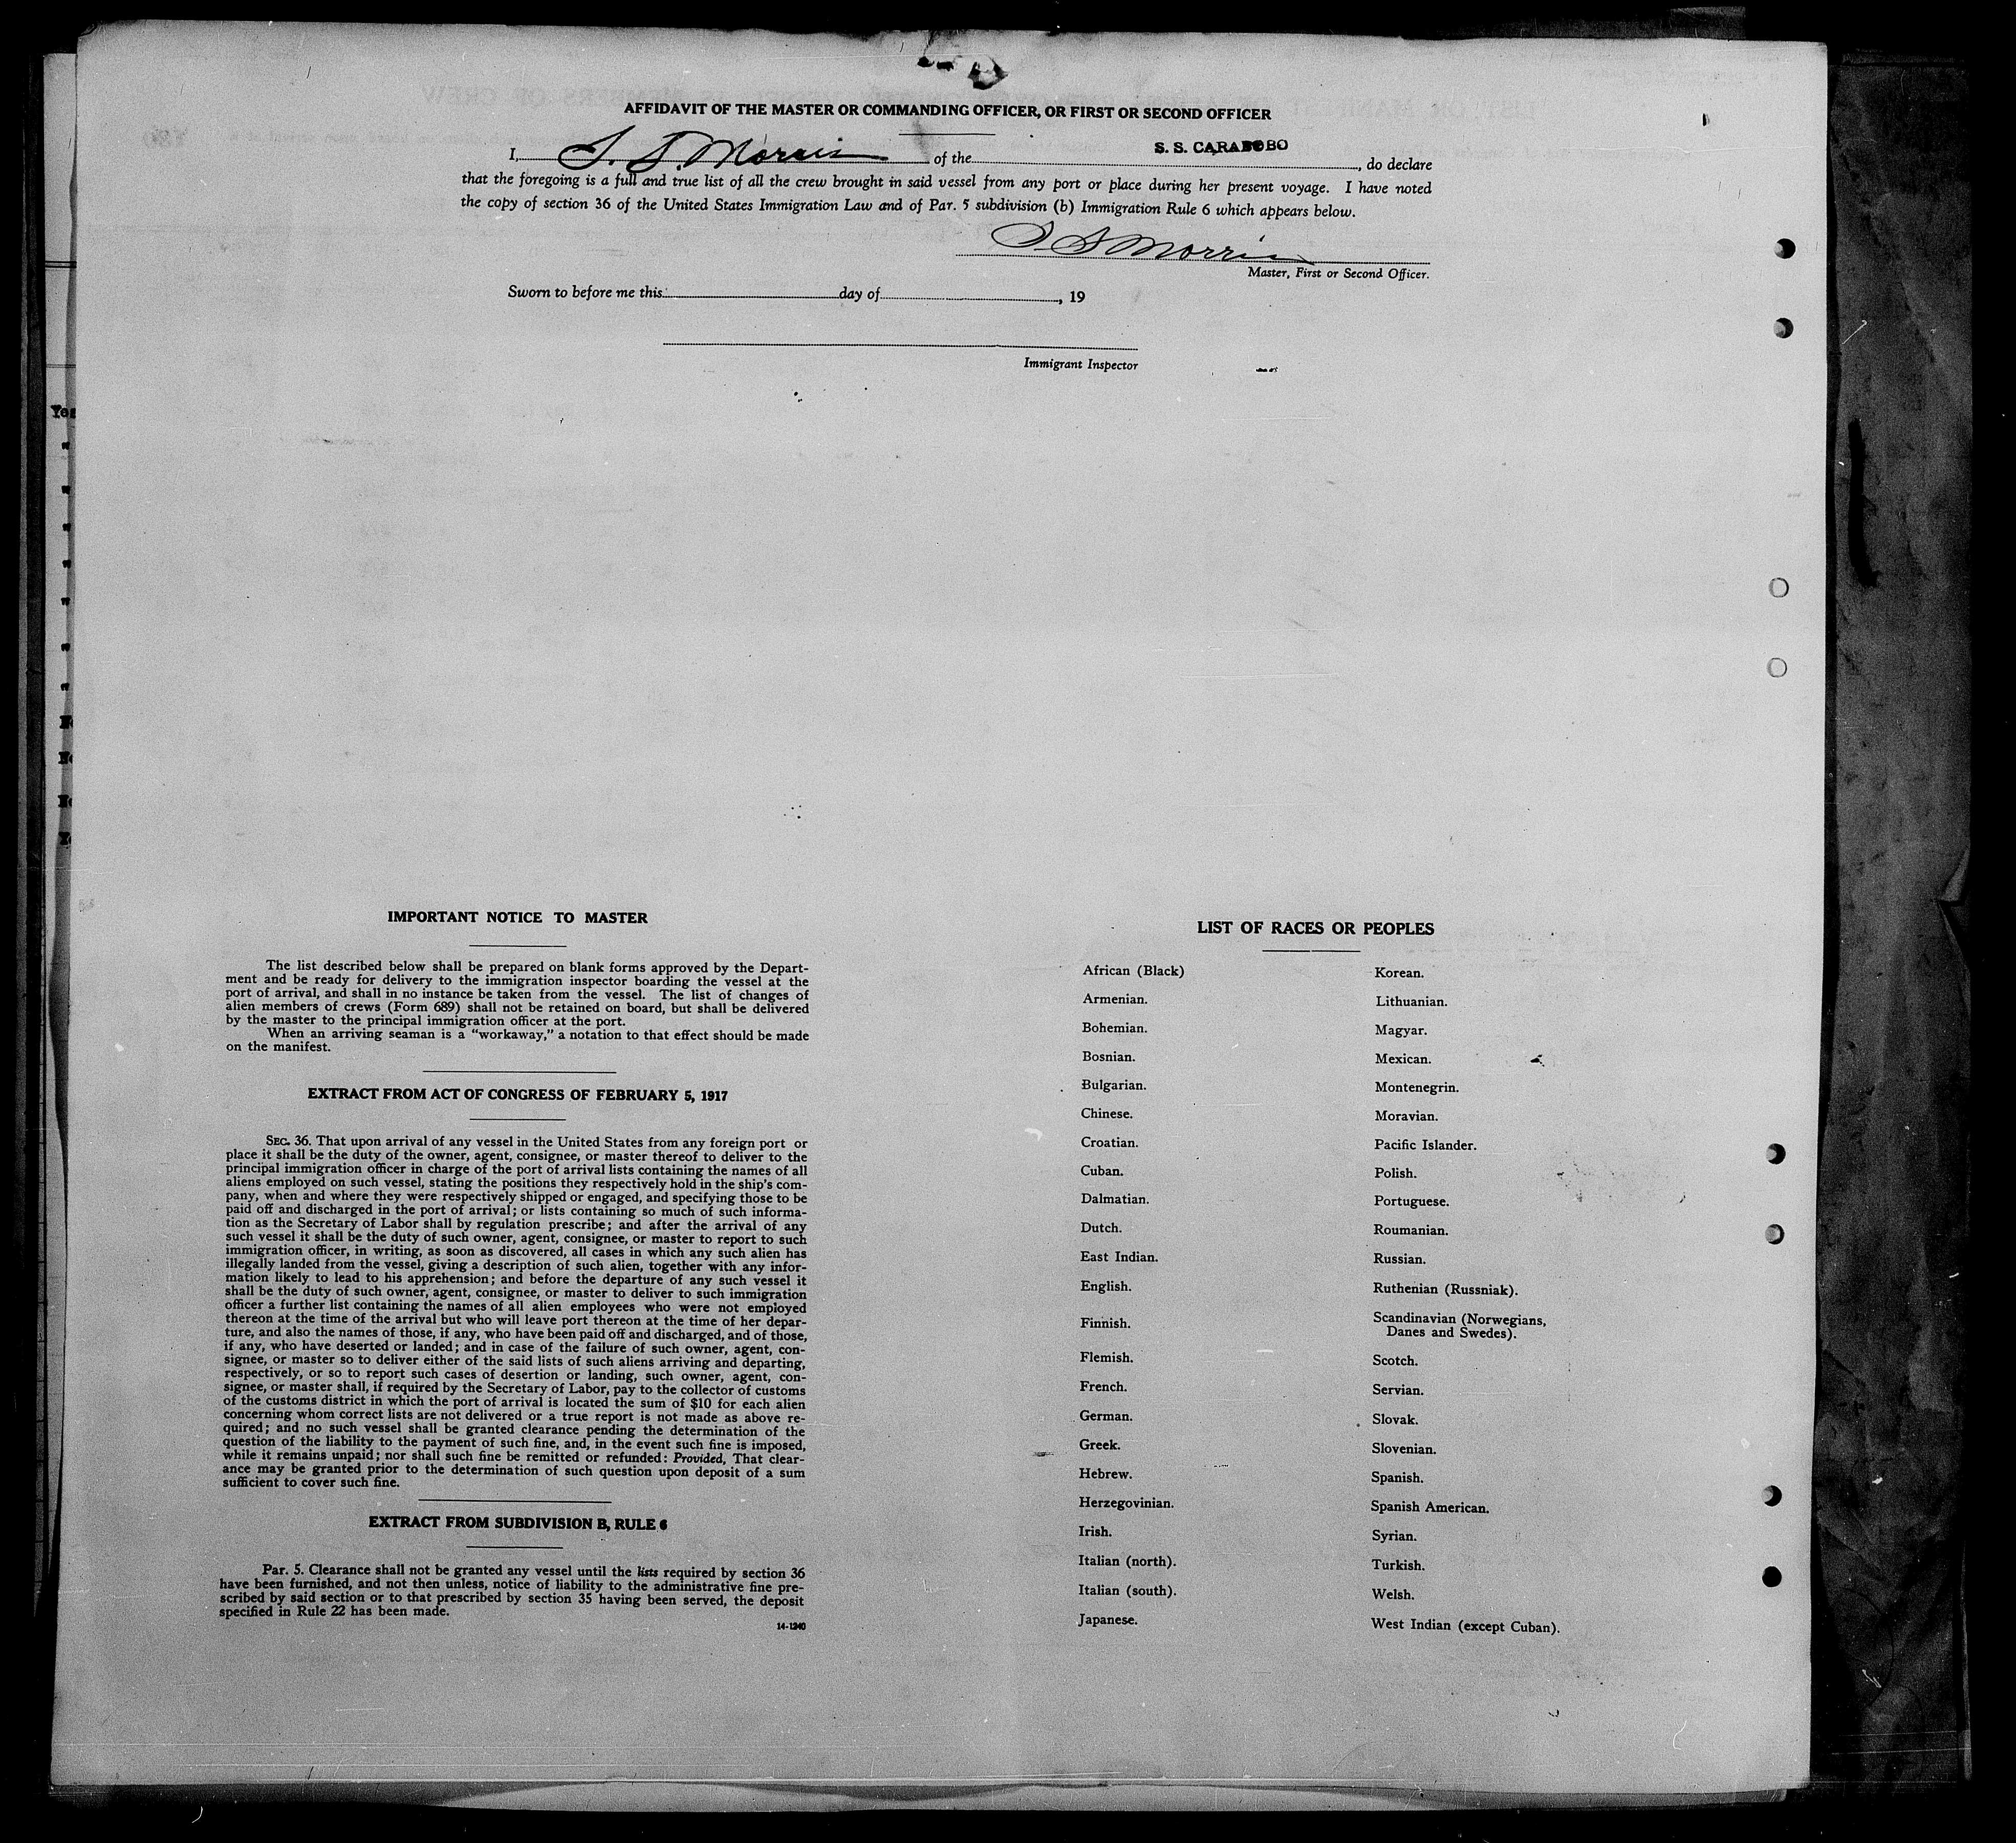 AFFIDAVIT OF THE MASTER OR COMMANDING OFFICER, OR FIRST OR SECOND OFFICER
I, S. S. Morris of the S. S. CARABOBO, do declare
that the foregoing is a full and true list of all the crew brought in said vessel from any port or place during her present voyage. I have noted
the copy of section 36 of the United States Immigration Law and of Par. 5 subdivision (b) Immigration Rule 6 which appears below.
S S Morris
Master, First or Second Officer.
Sworn to before me this day of , 19
Immigrant Inspector
IMPORTANT NOTICE TO MASTER
The list described below shall be prepared on blank forms approved by the Depart-
ment and be ready for delivery to the immigration inspector boarding the vessel at the
port of arrival, and shall in no instance be taken from the vessel. The list of changes of
alien members of crews (Form 689) shall not be retained on board, but shall be delivered
by the master to the principal immigration officer at the port.
When an arriving seaman is a “workaway,” a notation to that effect should be made
on the manifest.
EXTRACT FROM ACT OF CONGRESS OF FEBRUARY 5, 1917
SEC. 36. That upon arrival of any vessel in the United States from any foreign port or
place it shall be the duty of the owner, agent, consignee, or master thereof to deliver to the
principal immigration officer in charge of the port of arrival lists containing the names of all
aliens employed on such vessel, stating the positions they respectively hold in the ship's com-
pany, when and where they were respectively shipped or engaged, and specifying those to be
paid off and discharged in the port of arrival; or lists containing so much of such informa-
tion as the Secretary of Labor shall by regulation prescribe; and after the arrival of any
such vessel it shall be the duty of such owner, agent, consignee, or master to report to such
immigration officer, in writing, as soon as discovered, all cases in which any such alien has
illegally landed from the vessel, giving a description of such alien, together with any infor-
mation likely to lead to his apprehension; and before the departure of any such vessel it
shall be the duty of such owner, agent, consignee, or master to deliver to such immigration
officer a further list containing the names of all alien employees who were not employed
thereon at the time of the arrival but who will leave port thereon at the time of her depar-
ture, and also the names of those, if any, who have been paid off and discharged, and of those,
if any, who have deserted or landed; and in case of the failure of such owner, agent, con-
signee, or master so to deliver either of the said lists of such aliens arriving and departing,
respectively, or so to report such cases of desertion or landing, such owner, agent, con-
signee, or master shall, if required by the Secretary of Labor, pay to the collector of customs
of the customs district in which the port of arrival is located the sum of $10 for each alien
concerning whom correct lists are not delivered or a true report is not made as above re-
quired; and no such vessel shall be granted clearance pending the determination of the
question of the liability to the payment of such fine, and, in the event such fine is imposed,
while it remains unpaid; nor shall such fine be remitted or refunded: Provided, That clear-
ance may be granted prior to the determination of such question upon deposit of a sum
sufficient to cover such fine.
EXTRACT FROM SUBDIVISION B, RULE 6
Par. 5. Clearance shall not be granted any vessel until the lists required by section 36
have been furnished, and not then unless, notice of liability to the administrative fine pre-
scribed by said section or to that prescribed by section 35 having been served, the deposit
specified in Rule 22 has been made.
14-1240
LIST OF RACES OR PEOPLES
African (Black)
Armenian.
Bohemian.
Bosnian.
Bulgarian.
Chinese.
Croatian.
Cuban.
Dalmatian.
Dutch.
East Indian.
English.
Finnish.
Flemish.
French.
German.
Greek.
Hebrew.
Herzegovinian.
Irish.
Italian (north).
Italian (south).
Japanese.
Korean.
Lithuanian.
Magyar.
Mexican.
Montenegrin.
Moravian.
Pacific Islander.
Polish.
Portuguese.
Roumanian.
Russian.
Ruthenian (Russniak).
Scandinavian (Norwegians,
Danes and Swedes).
Scotch.
Servian.
Slovak.
Slovenian.
Spanish.
Spanish American.
Syrian.
Turkish.
Welsh.
West Indian (except Cuban).